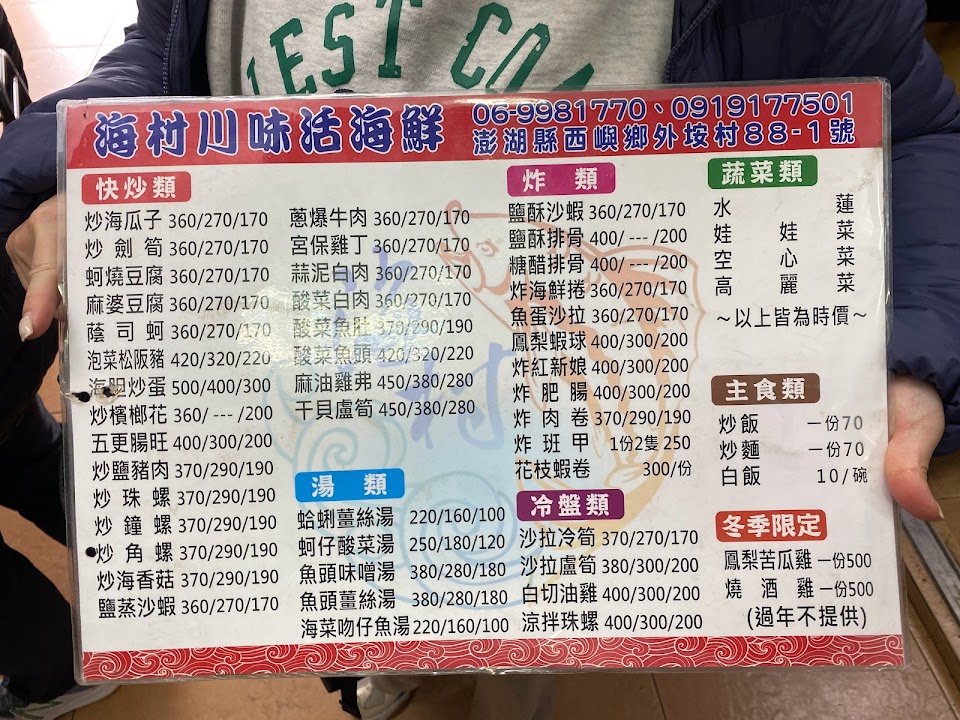 WEST COA
海村川味活海鮮
06-9981770、0919177501
澎湖縣西嶼鄉外垵村88-1號
快炒類
炒海瓜子 360/270/170
炒劍筍 360/270/170
蚵燒豆腐 360/270/170
麻婆豆腐 360/270/170
蔭司蚵 360/270/170
泡菜松阪豬 420/320/220
海胆炒蛋 500/400/300
炒檳榔花 360/ --- /200
五更腸旺 400/300/200
炒鹽豬肉 370/290/190
炒珠螺 370/290/190
炒鐘螺 370/290/190
炒角螺 370/290/190
炒海香菇 370/290/190
鹽蒸沙蝦 360/270/170
蔥爆牛肉 360/270/170
宮保雞丁 360/270/170
蒜泥白肉 360/270/170
酸菜白肉 360/270/170
酸菜魚肚 370/290/190
酸菜魚頭 420/320/220
麻油雞弗 450/380/280
干貝盧筍 450/380/280
湯類
蛤蜊薑絲湯 220/160/100
蚵仔酸菜湯 250/180/120
魚頭味噌湯 380/280/180
魚頭薑絲湯 380/280/180
海菜吻仔魚湯 220/160/100
炸類
鹽酥沙蝦 360/270/170
鹽酥排骨 400/ --- /200
糖醋排骨 400/ --- /200
炸海鮮捲 360/270/170
魚蛋沙拉 360/270/170
鳳梨蝦球 400/300/200
炸紅新娘 400/300/200
炸肥腸 400/300/200
炸肉卷 370/290/190
炸班甲 1份2隻250
花枝蝦卷 300/份
冷盤類
沙拉冷筍 370/270/170
沙拉盧筍 380/300/200
白切油雞 400/300/200
涼拌珠螺 400/300/200
蔬菜類
水蓮
娃娃菜
空心菜
高麗菜
～以上皆為時價～
主食類
炒飯 一份70
炒麵 一份70
白飯 10/碗
冬季限定
鳳梨苦瓜雞 一份500
燒酒雞 一份500
(過年不提供)